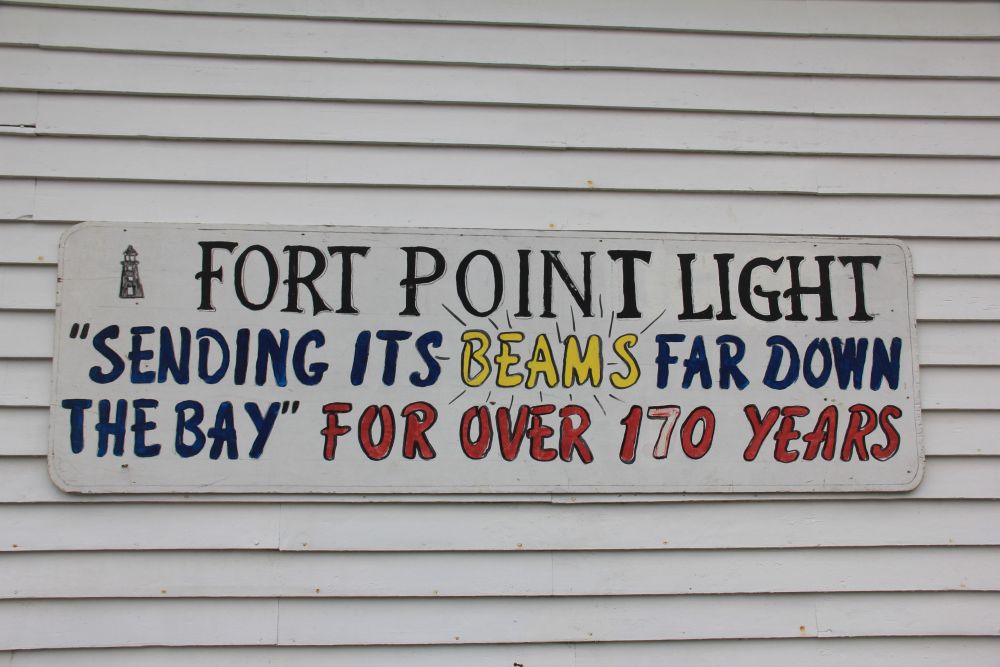 FORT POINT LIGHT
"SENDING ITS BEAMS FAR DOWN
THE BAY" FOR OVER 170 YEARS